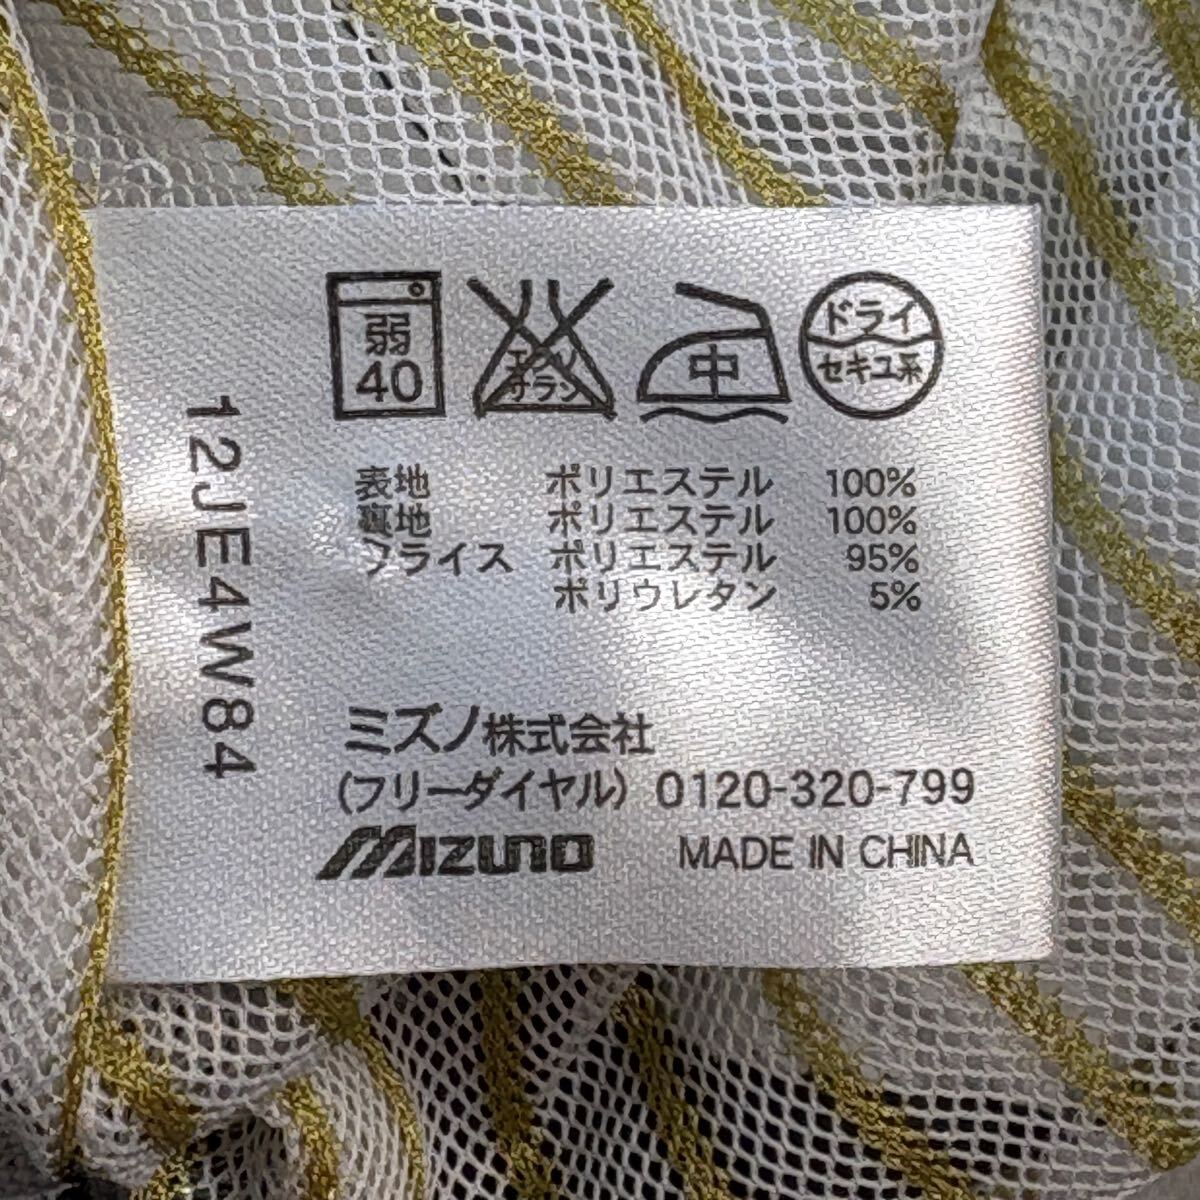 弱
40
エンソ
サラシ
中
ドライ
セキユ系
表地 ポリエステル 100%
裏地 ポリエステル 100%
フライス ポリエステル 95%
ポリウレタン 5%
ミズノ株式会社
(フリーダイヤル) 0120-320-799
MIZUNO MADE IN CHINA
12JE4W84